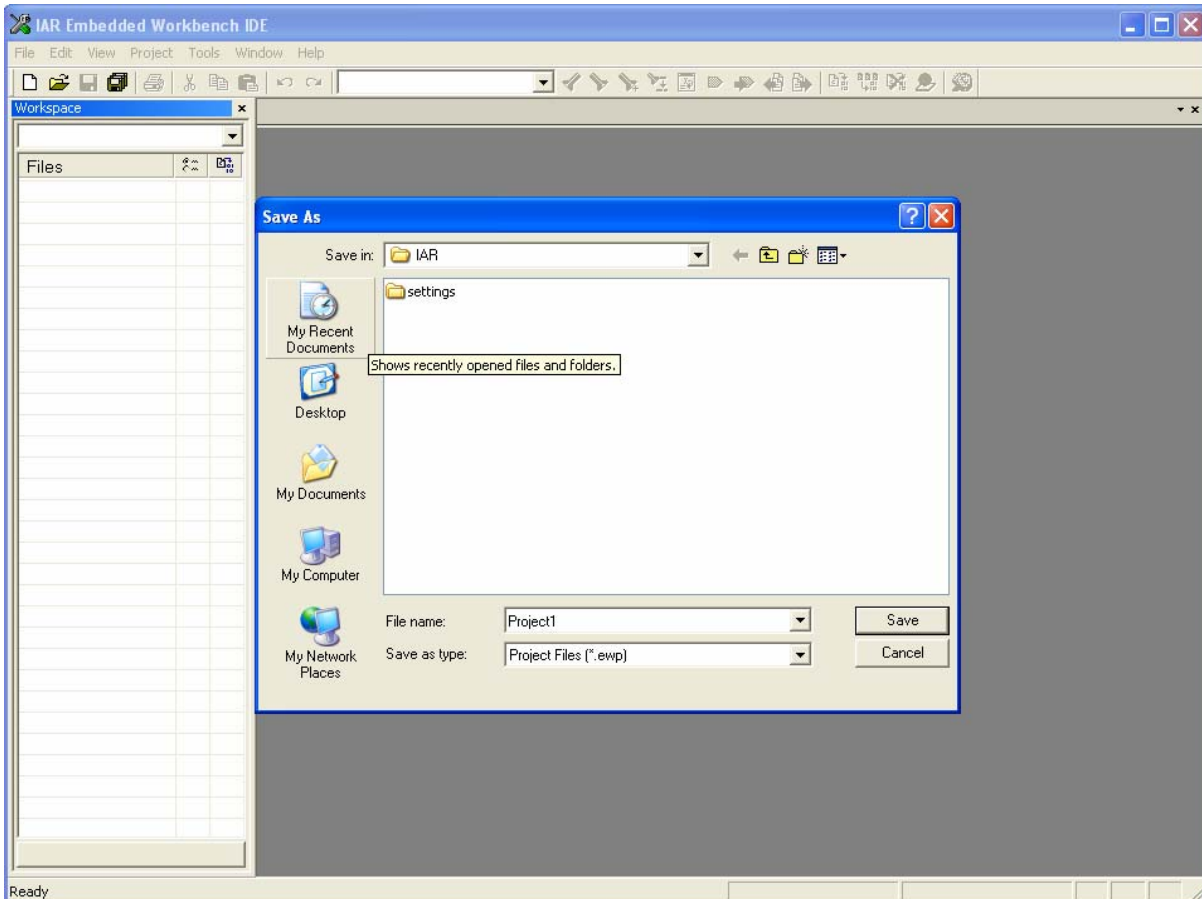 IAR Embedded Workbench IDE
File Edit View Project Tools Window Help
Workspace
Files
Save As
Save in: IAR
settings
My Recent
Documents
Shows recently opened files and folders.
Desktop
My Documents
My Computer
My Network
Places
File name: Project1 Save
Save as type: Project Files (*.ewp) Cancel
Ready